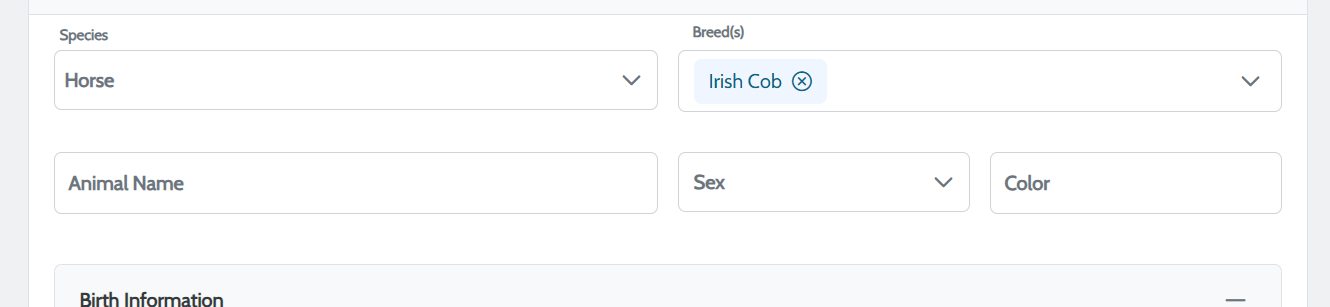 Species
Breed(s)
Horse
Irish Cob
Animal Name
Sex
Color
Birth Information